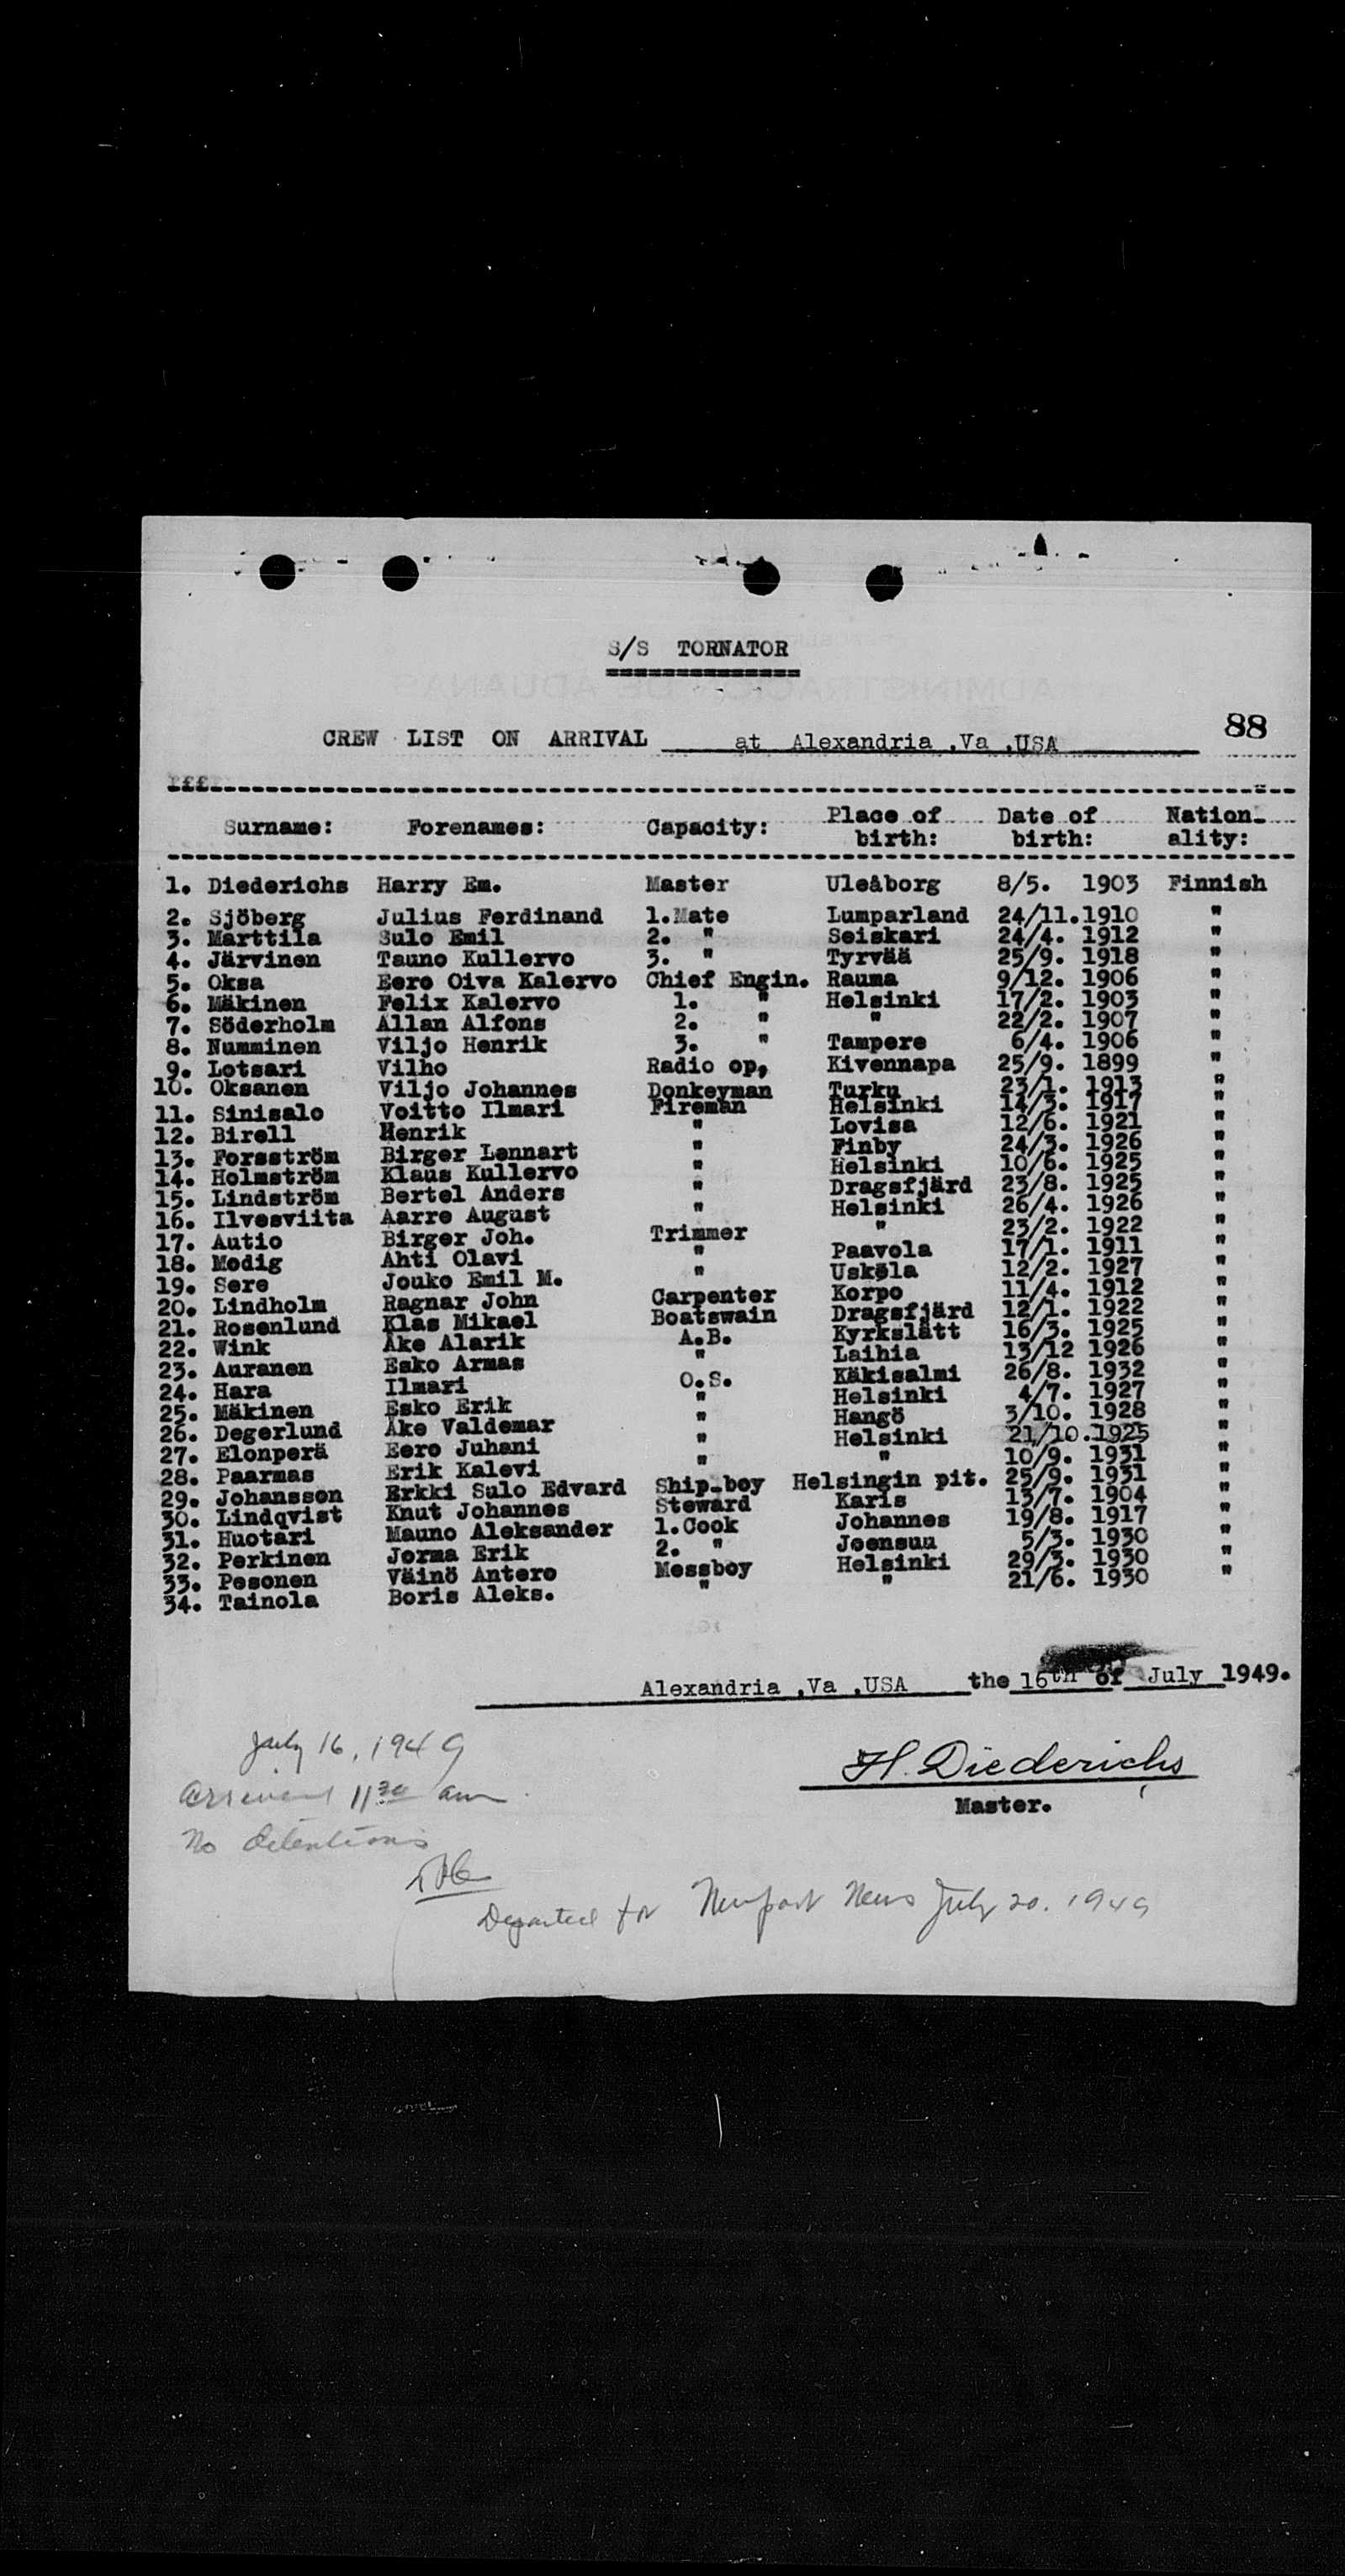 S/S TORNATOR
88
CREW LIST ON ARRIVAL at Alexandria ,Va ,USA
Surname: Forenames: Capacity: Place of birth: Date of birth: Nation-ality:
1. Diederichs Harry Em. Master Uleåborg 8/5. 1903 Finnish
2. Sjöberg Julius Ferdinand 1.Mate Lumparland 24/11.1910 "
3. Marttila Sulo Emil 2. " Seiskari 24/4. 1912 "
4. Järvinen Tauno Kullervo 3. " Tyrvää 25/9. 1918 "
5. Oksa Eero Oiva Kalervo Chief Engin. Rauma 9/12. 1906 "
6. Mäkinen Felix Kalervo 1. " Helsinki 17/2. 1903 "
7. Söderholm Allan Alfons 2. " " 22/2. 1907 "
8. Numminen Viljo Henrik 3. " Tampere 6/4. 1906 "
9. Lotsari Vilho Radio op, Kivennapa 25/9. 1899 "
10. Oksanen Viljo Johannes Donkeyman Turku 23/1. 1913 "
11. Sinisalo Voitto Ilmari Fireman Helsinki 14/3. 1917 "
12. Birell Henrik " Lovisa 12/6. 1921 "
13. Forsström Birger Lennart " Finby 24/3. 1926 "
14. Holmström Klaus Kullervo " Helsinki 10/6. 1925 "
15. Lindström Bertel Anders " Dragsfjärd 23/8. 1925 "
16. Ilvesviita Aarre August " Helsinki 26/4. 1926 "
17. Autio Birger Joh. Trimmer " 23/2. 1922 "
18. Modig Ahti Olavi " Paavola 17/1. 1911 "
19. Sere Jouko Emil M. " Uskela 12/2. 1927 "
20. Lindholm Ragnar John Carpenter Korpo 11/4. 1912 "
21. Rosenlund Klas Mikael Boatswain Dragsfjärd 12/1. 1922 "
22. Wink Åke Alarik A.B. Kyrkslätt 16/3. 1925 "
23. Auranen Esko Armas " Laihia 13/12 1926 "
24. Hara Ilmari O.S. Käkisalmi 26/8. 1932 "
25. Mäkinen Esko Erik " Helsinki 4/7. 1927 "
26. Degerlund Åke Valdemar " Hangö 3/10. 1928 "
27. Elonperä Eero Juhani " Helsinki 21/10.1925 "
28. Paarmas Erik Kalevi " " 10/9. 1931 "
29. Johansson Erkki Sulo Edvard Ship-boy Helsingin pit. 25/9. 1931 "
30. Lindqvist Knut Johannes Steward Karis 13/7. 1904 "
31. Huotari Mauno Aleksander 1.Cook Johannes 19/8. 1917 "
32. Perkinen Jorma Erik 2. " Joensuu 5/3. 1930 "
33. Pesonen Väinö Antero Messboy Helsinki 29/3. 1930 "
34. Tainola Boris Aleks. " " 21/6. 1930 "
Alexandria ,Va ,USA the 16th of July 1949.
July 16, 1949
H. Diederichs
arrived 11 30 am
Master.
No detentions
Departed for Newport News July 20. 1949